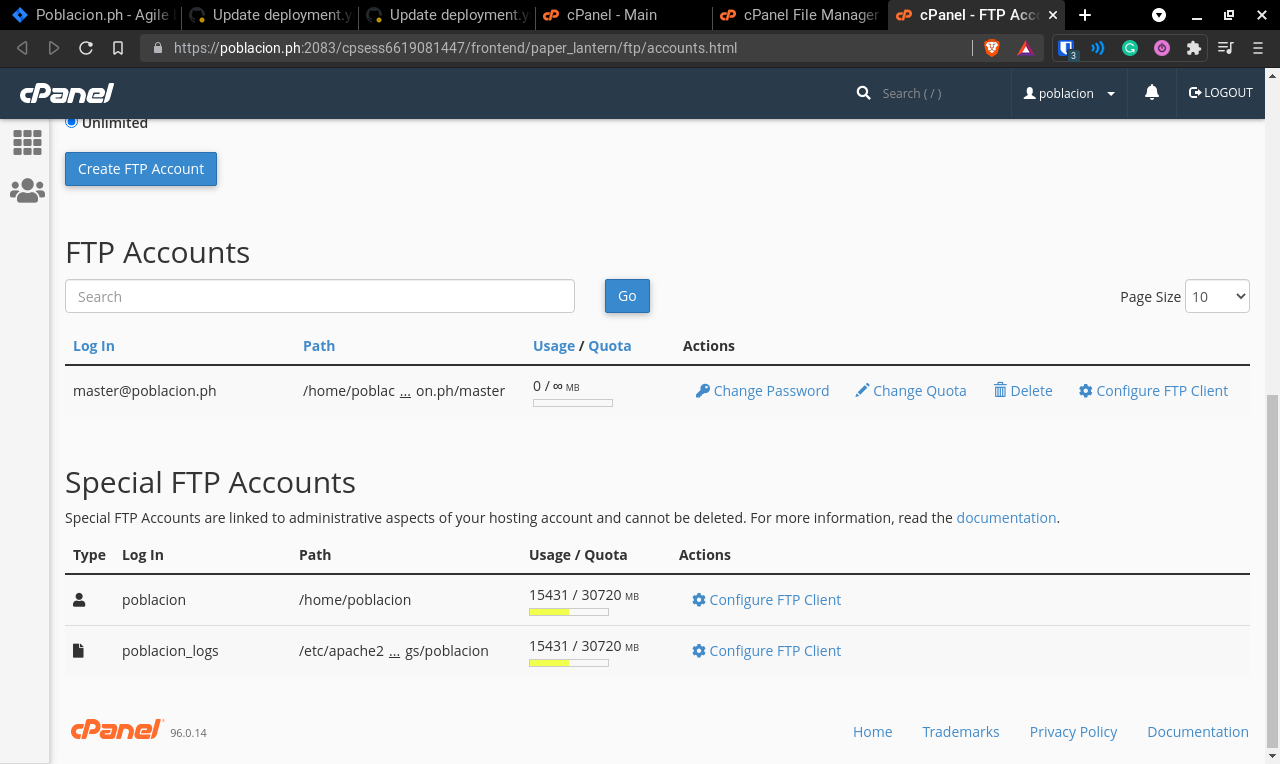 Poblacion.ph - Agile
Update deployment.y
Update deployment.y
cPanel - Main
cPanel File Manager
cPanel - FTP Acc
https://poblacion.ph:2083/cpsess6619081447/frontend/paper_lantern/ftp/accounts.html
3
cPanel
Search ( / )
poblacion
LOGOUT
Unlimited
Create FTP Account
FTP Accounts
Search
Go
Page Size
10
Log In Path Usage / Quota Actions
master@poblacion.ph /home/poblac ... on.ph/master 0 / ∞ MB Change Password Change Quota Delete Configure FTP Client
Special FTP Accounts
Special FTP Accounts are linked to administrative aspects of your hosting account and cannot be deleted. For more information, read the documentation.
Type Log In Path Usage / Quota Actions
poblacion /home/poblacion 15431 / 30720 MB Configure FTP Client
poblacion_logs /etc/apache2 ... gs/poblacion 15431 / 30720 MB Configure FTP Client
cPanel 96.0.14
Home Trademarks Privacy Policy Documentation